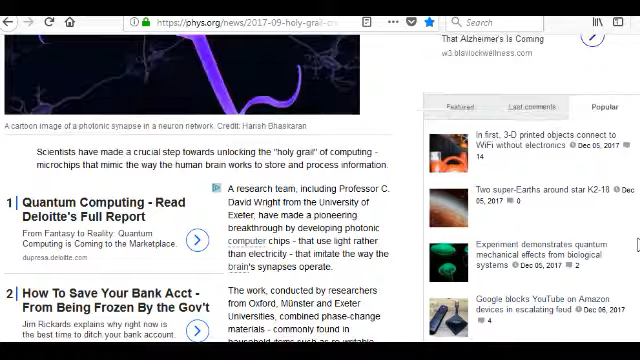 https://phys.org/news/2017-09-holy-grail-cr
Search
That Alzheimer's Is Coming
w3.blaylockwellness.com
A cartoon image of a photonic synapse in a neuron network. Credit: Harish Bhaskaran
Scientists have made a crucial step towards unlocking the "holy grail" of computing -
microchips that mimic the way the human brain works to store and process information.
1 Quantum Computing - Read
Deloitte's Full Report
From Fantasy to Reality: Quantum
Computing is Coming to the Marketplace.
dupress.deloitte.com
2 How To Save Your Bank Acct -
From Being Frozen By the Gov't
Jim Rickards explains why right now is
the best time to ditch your bank account.
A research team, including Professor C.
David Wright from the University of
Exeter, have made a pioneering
breakthrough by developing photonic
computer chips - that use light rather
than electricity - that imitate the way the
brain's synapses operate.
The work, conducted by researchers
from Oxford, Münster and Exeter
Universities, combined phase-change
materials - commonly found in
household items such as re-writable
Featured Last comments Popular
In first, 3-D printed objects connect to
WiFi without electronics Dec 05, 2017
14
Two super-Earths around star K2-18 Dec
05, 2017 0
Experiment demonstrates quantum
mechanical effects from biological
systems Dec 05, 2017 2
Google blocks YouTube on Amazon
devices in escalating feud Dec 06, 2017
4